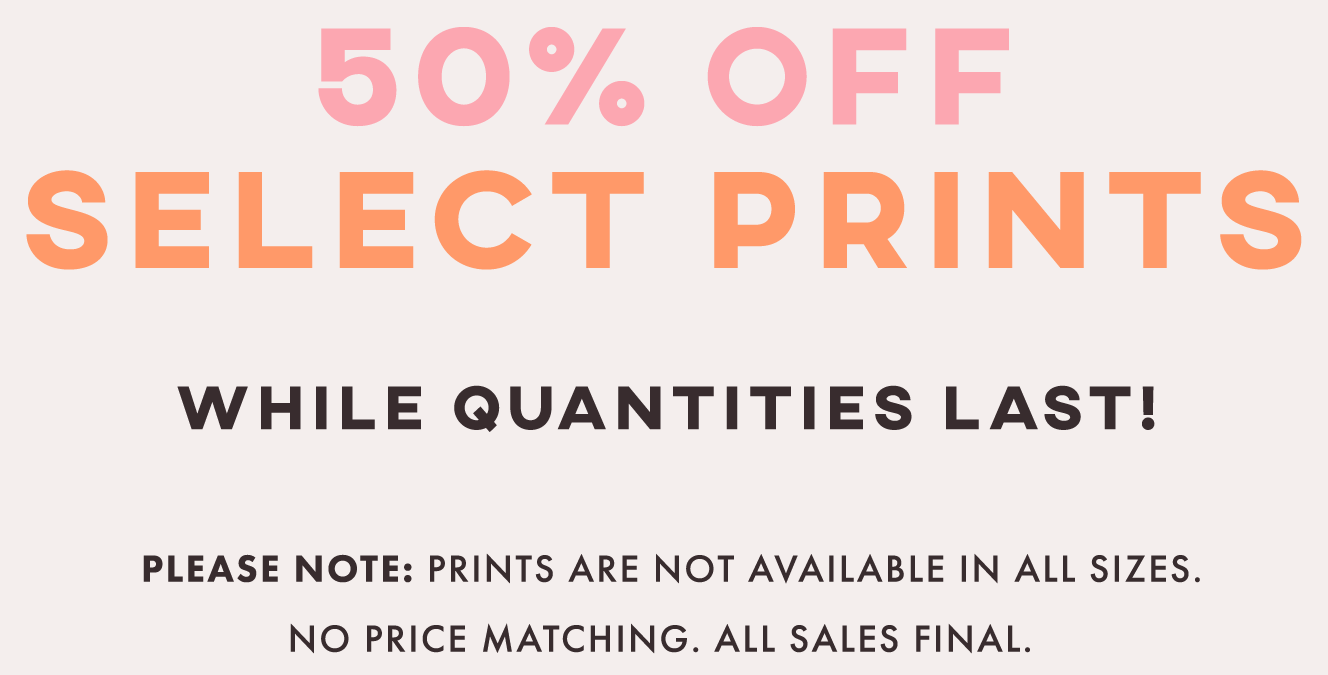 50% OFF
SELECT PRINTS
WHILE QUANTITIES LAST!
PLEASE NOTE: PRINTS ARE NOT AVAILABLE IN ALL SIZES.
NO PRICE MATCHING. ALL SALES FINAL.